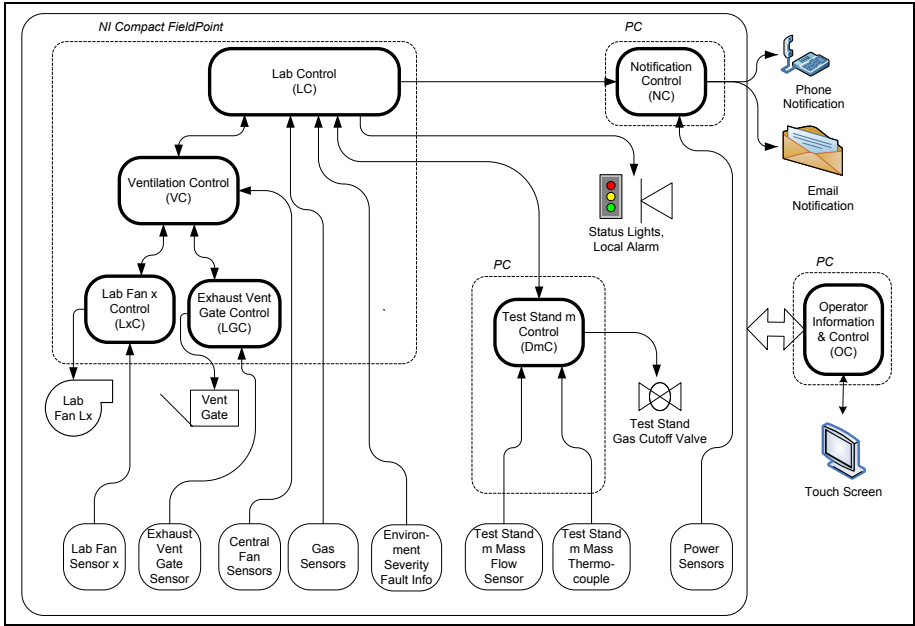 NI Compact FieldPoint
PC
Lab Control
(LC)
Notification
Control
(NC)
Phone
Notification
Email
Notification
Ventilation Control
(VC)
Status Lights,
Local Alarm
PC
PC
Lab Fan x
Control
(LxC)
Exhaust Vent
Gate Control
(LGC)
Test Stand m
Control
(DmC)
Operator
Information
& Control
(OC)
Lab
Fan Lx
Vent
Gate
Test Stand
Gas Cutoff Valve
Touch Screen
Lab Fan
Sensor x
Exhaust
Vent
Gate
Sensor
Central
Fan
Sensors
Gas
Sensors
Environ-
ment
Severity
Fault Info
Test Stand
m Mass
Flow
Sensor
Test Stand
m Mass
Thermo-
couple
Power
Sensors